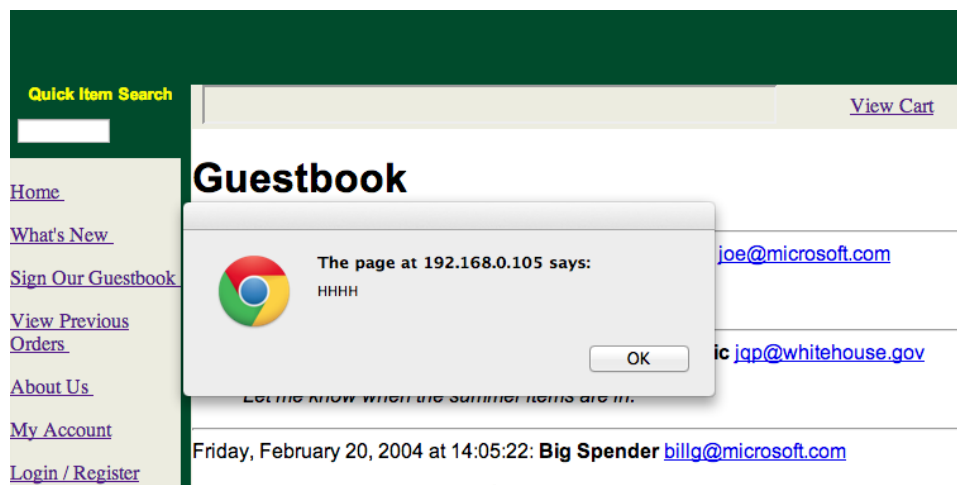 Quick Item Search
View Cart
Home
What's New
Sign Our Guestbook
View Previous
Orders
About Us
My Account
Login / Register
Guestbook
joe@microsoft.com
The page at 192.168.0.105 says:
HHHH
OK
ic jqp@whitehouse.gov
Let me know when the summer items are in.
Friday, February 20, 2004 at 14:05:22: Big Spender billg@microsoft.com